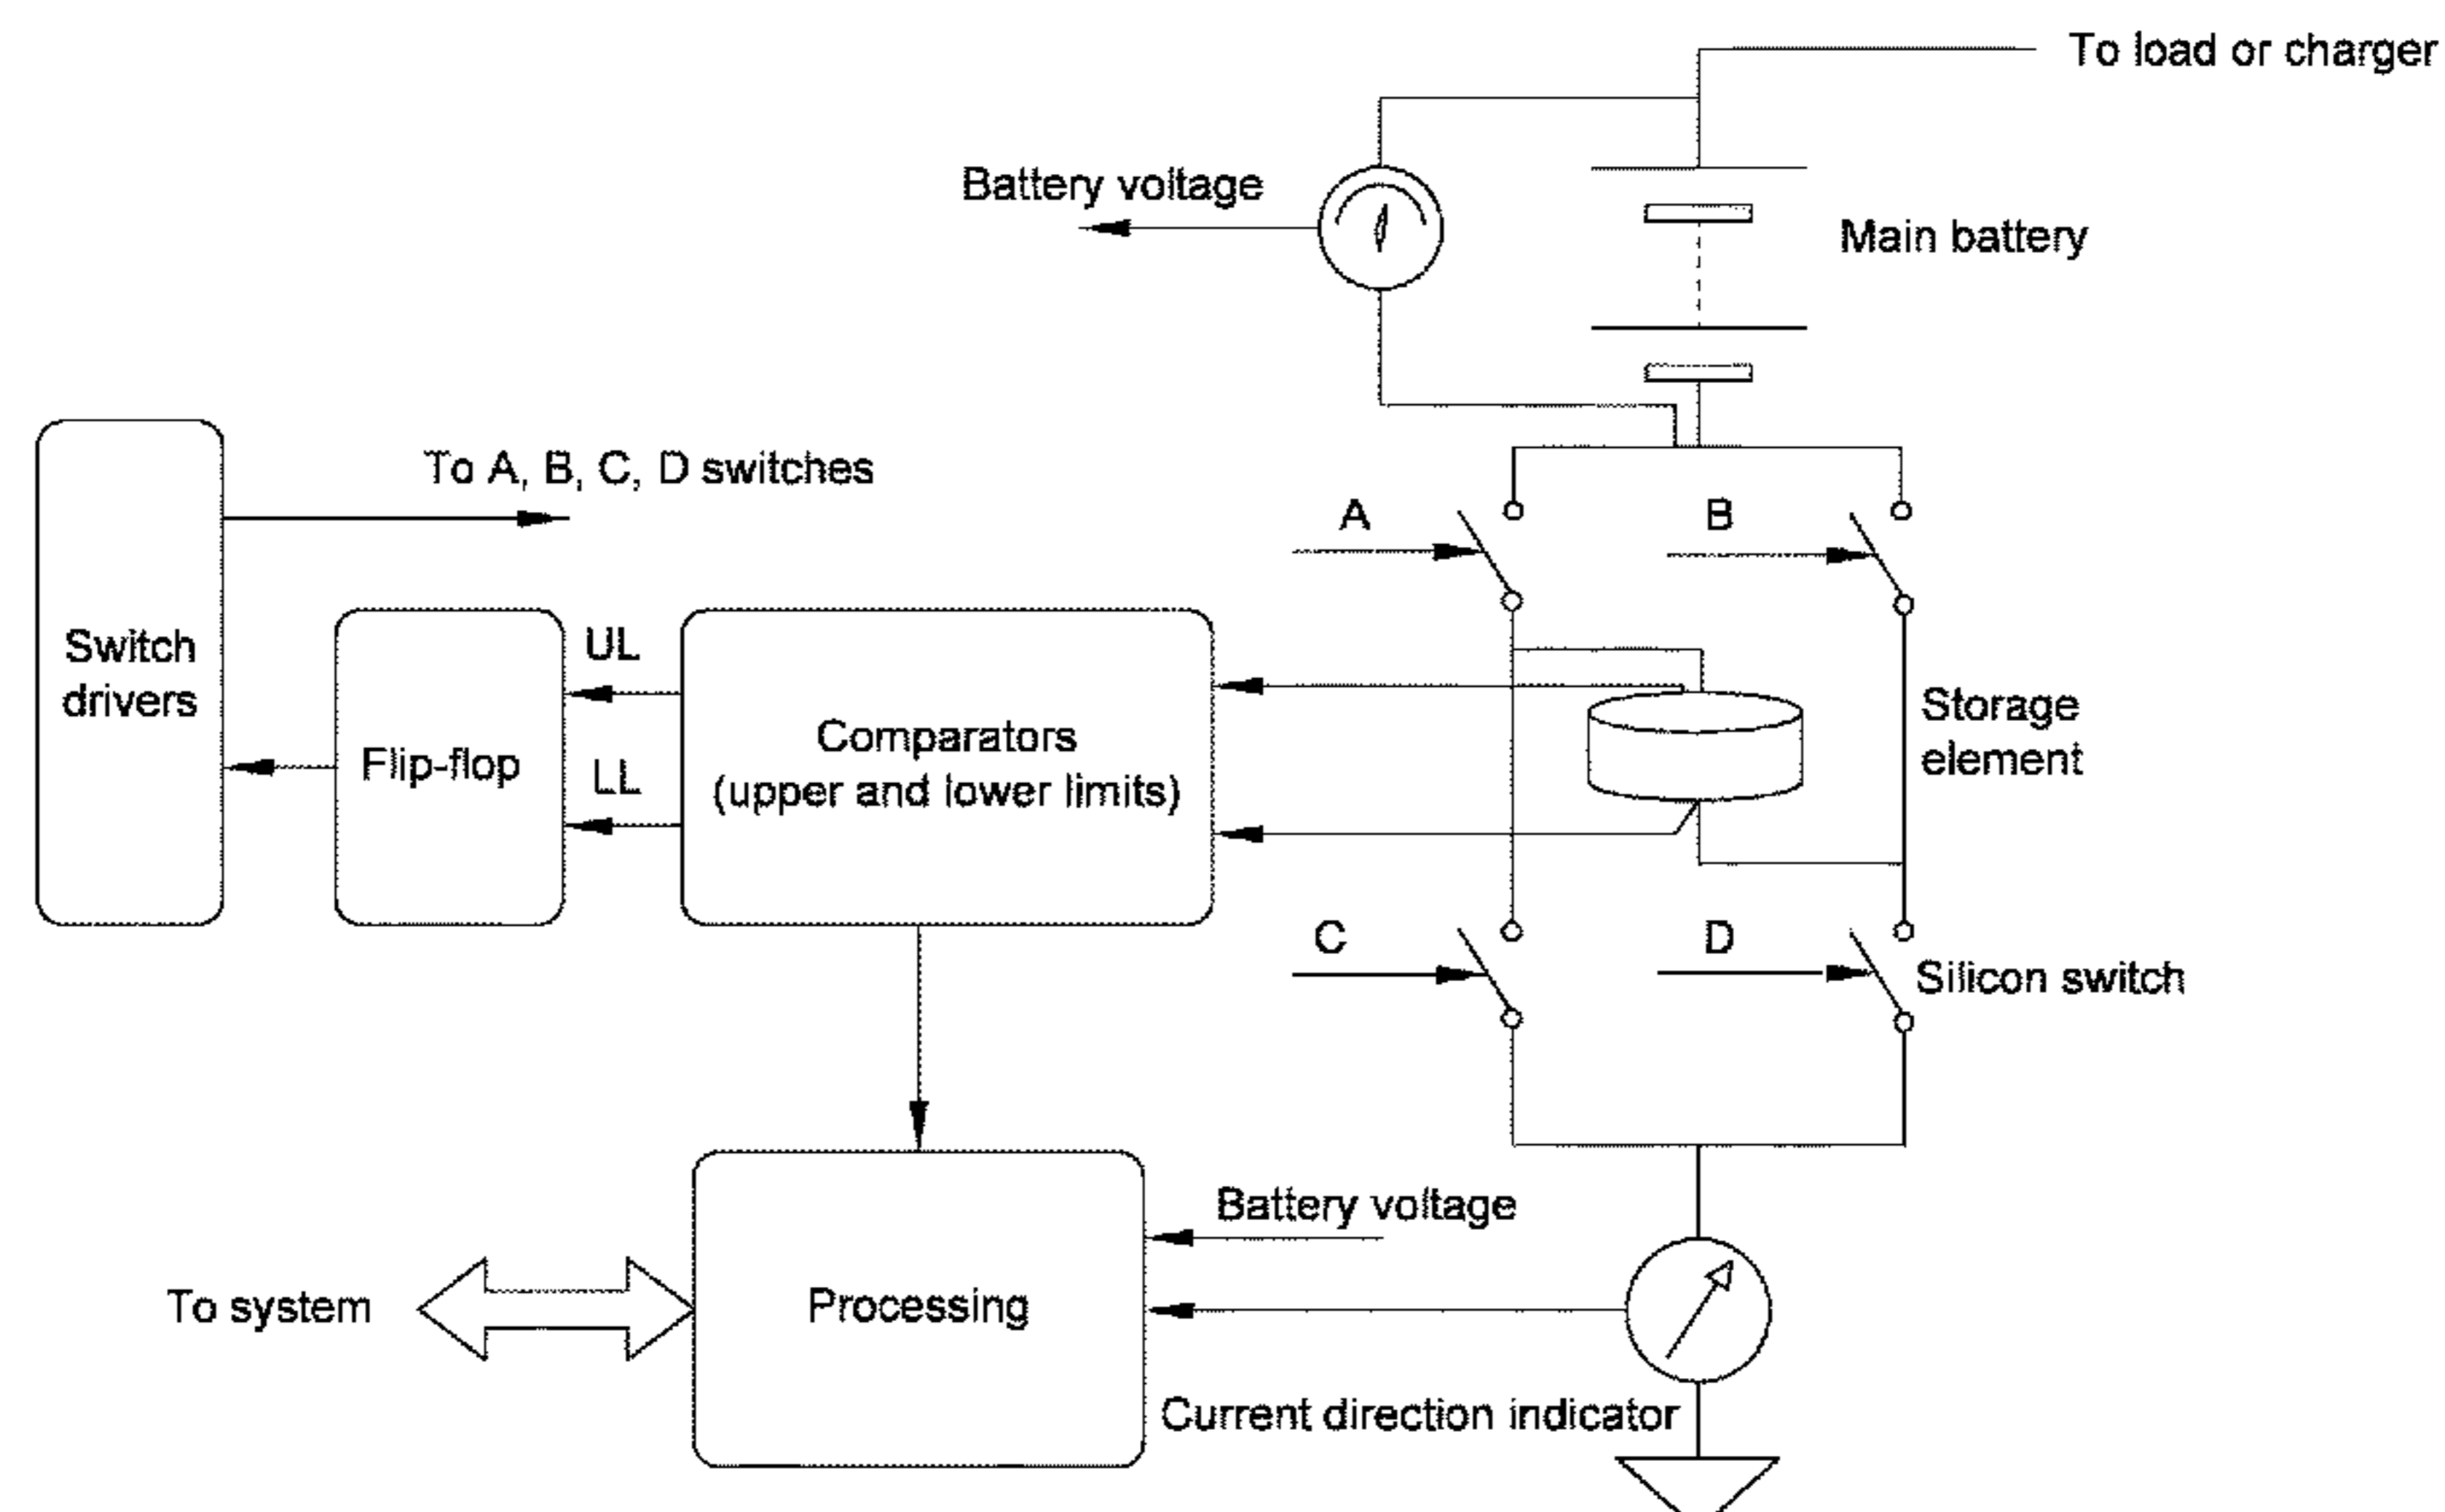 To load or charger
Battery voltage
Main battery
To A, B, C, D switches
A
B
Switch
drivers
Flip-flop
UL
LL
Comparators
(upper and lower limits)
Storage
element
C
D
Silicon switch
Battery voltage
To system
Processing
Current direction indicator